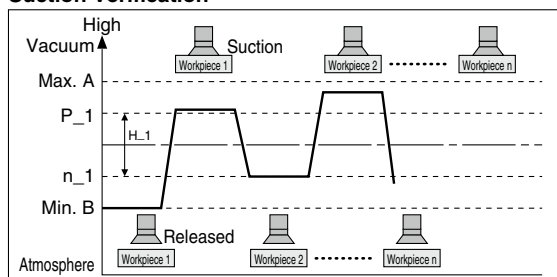 Suction Verification
High
Vacuum
Suction
Workpiece 1 Workpiece 2 Workpiece n
Max. A
P_1
H_1
n_1
Min. B
Released
Workpiece 1 Workpiece 2 Workpiece n
Atmosphere